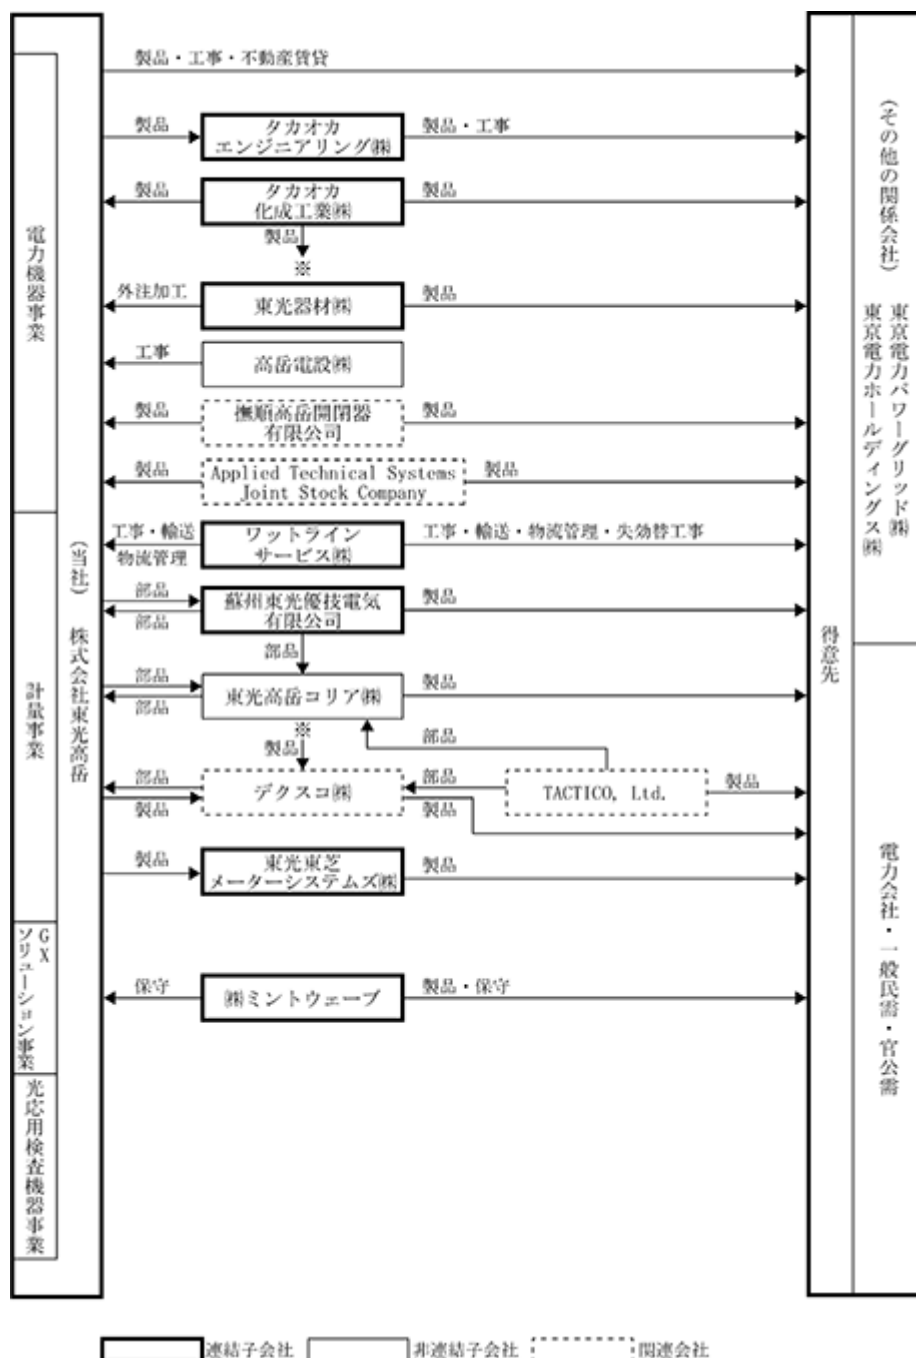 電力機器事業
計量事業
GX
ソリューション事業
光応用検査機器事業
(当社) 株式会社東光高岳
製品・工事・不動産賃貸
製品
タカオカ
エンジニアリング㈱
製品・工事
製品
タカオカ
化成工業㈱
製品
製品
※
外注加工
東光器材㈱
製品
工事
高岳電設㈱
製品
撫順高岳開閉器
有限公司
製品
製品
Applied Technical Systems
Joint Stock Company
製品
工事・輸送
物流管理
ワットライン
サービス㈱
工事・輸送・物流管理・失効替工事
部品
部品
蘇州東光優技電気
有限公司
製品
部品
部品
部品
東光高岳コリア㈱
製品
※
製品
部品
部品
製品
デクスコ㈱
部品
製品
TACTICO, Ltd.
製品
製品
東光東芝
メーターシステムズ㈱
製品
保守
㈱ミントウェーブ
製品・保守
得意先
(その他の関係会社)
東京電力パワーグリッド㈱
東京電力ホールディングス㈱
電力会社・一般民需・官公需
連結子会社
非連結子会社
関連会社